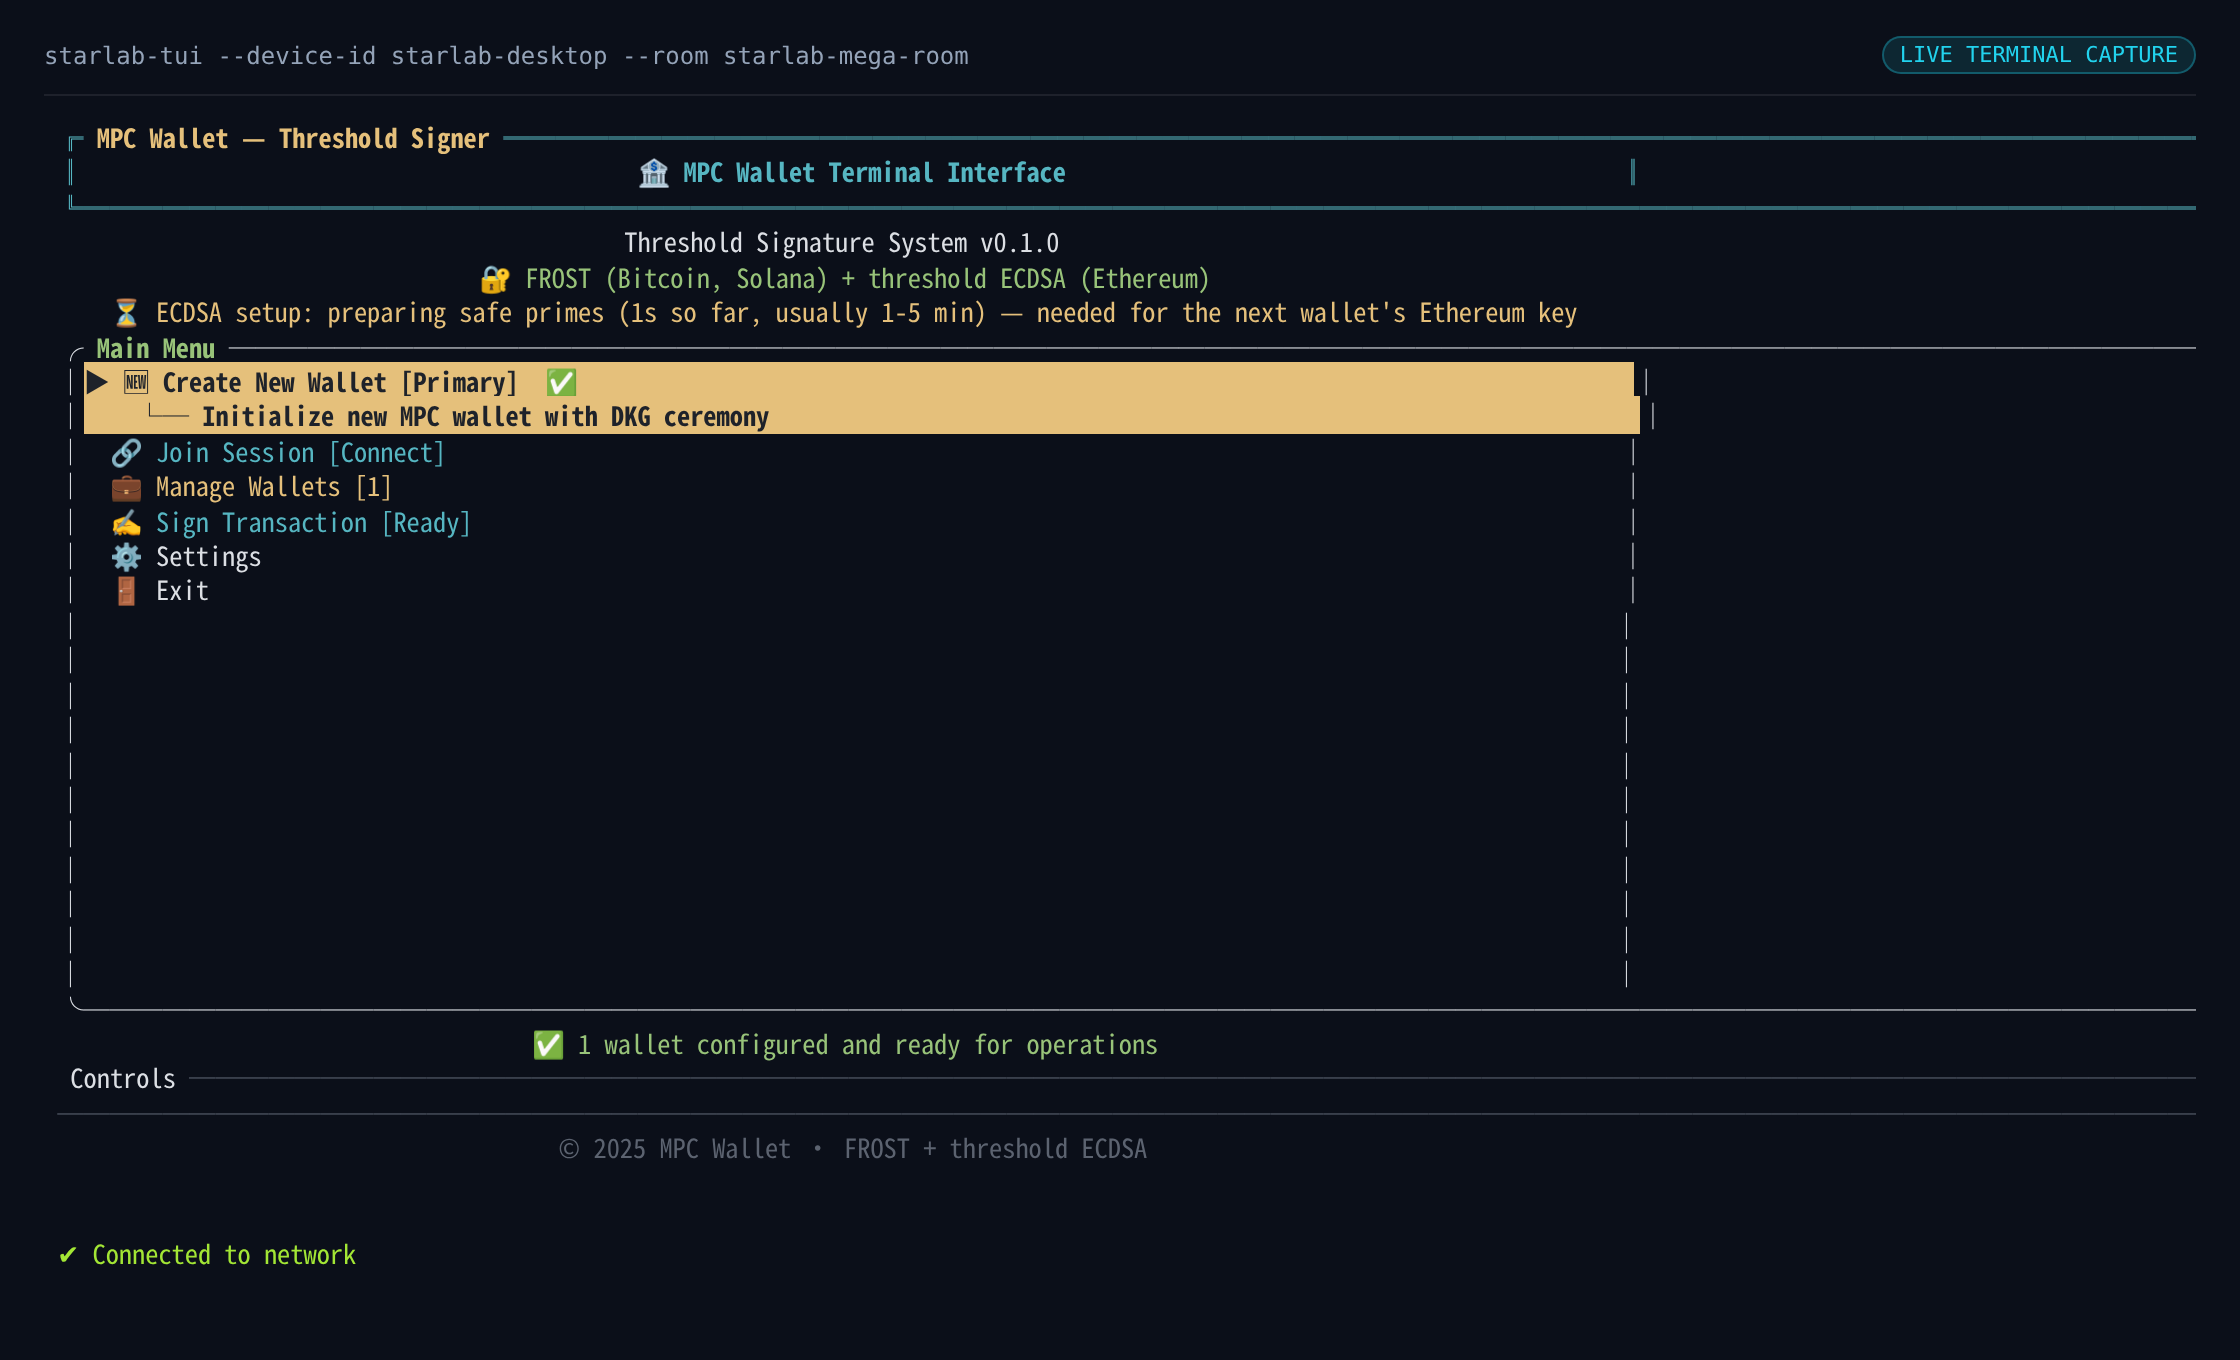 starlab-tui --device-id starlab-desktop --room starlab-mega-room
LIVE TERMINAL CAPTURE
MPC Wallet — Threshold Signer
🏦 MPC Wallet Terminal Interface
Threshold Signature System v0.1.0
🔐 FROST (Bitcoin, Solana) + threshold ECDSA (Ethereum)
⏳ ECDSA setup: preparing safe primes (1s so far, usually 1-5 min) — needed for the next wallet's Ethereum key
Main Menu
▶ 🆕 Create New Wallet [Primary] ✅
└── Initialize new MPC wallet with DKG ceremony
🔗 Join Session [Connect]
💼 Manage Wallets [1]
✍️ Sign Transaction [Ready]
⚙️ Settings
🚪 Exit
✅ 1 wallet configured and ready for operations
Controls
© 2025 MPC Wallet • FROST + threshold ECDSA
✔ Connected to network